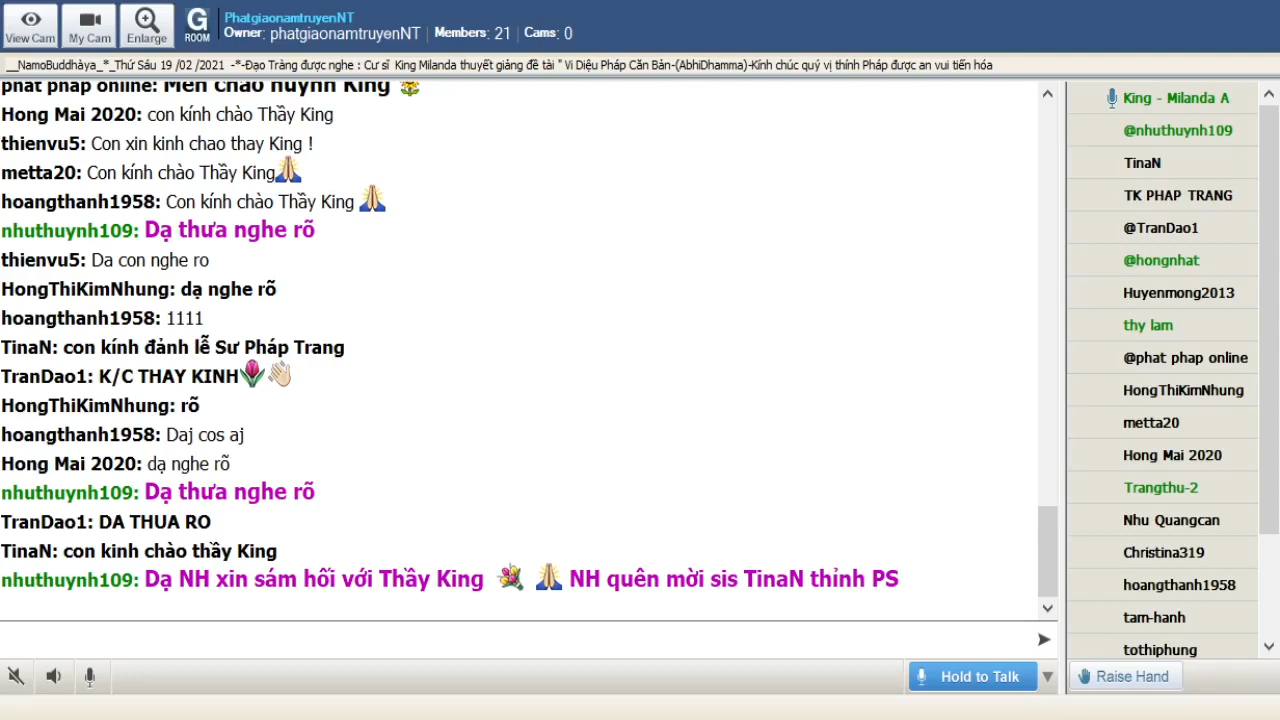 View Cam
My Cam
Enlarge
G
ROOM
PhatgiaonamtruyenNT
Owner: phatgiaonamtruyenNT | Members: 21 | Cams: 0
__NamoBuddhàya_*_Thứ Sáu 19 /02 /2021 -*-Đạo Tràng được nghe : Cư sĩ King Milanda thuyết giảng đề tài " Vi Diệu Pháp Căn Bản-(AbhiDhamma)-Kính chúc quý vị thính Pháp được an vui tiến hóa
phat phap online: Mến chào huynh King
Hong Mai 2020: con kính chào Thầy King
thienvu5: Con xin kinh chao thay King !
metta20: Con kính chào Thầy King
hoangthanh1958: Con kính chào Thầy King
nhuthuynh109: Dạ thưa nghe rõ
thienvu5: Da con nghe ro
HongThiKimNhung: dạ nghe rõ
hoangthanh1958: 1111
TinaN: con kính đảnh lễ Sư Pháp Trang
TranDao1: K/C THAY KINH
HongThiKimNhung: rõ
hoangthanh1958: Daj cos aj
Hong Mai 2020: dạ nghe rõ
nhuthuynh109: Dạ thưa nghe rõ
TranDao1: DA THUA RO
TinaN: con kinh chào thầy King
nhuthuynh109: Dạ NH xin sám hối với Thầy King NH quên mời sis TinaN thỉnh PS
King - Milanda A
@nhuthuynh109
TinaN
TK PHAP TRANG
@TranDao1
@hongnhat
Huyenmong2013
thy lam
@phat phap online
HongThiKimNhung
metta20
Hong Mai 2020
Trangthu-2
Nhu Quangcan
Christina319
hoangthanh1958
tam-hanh
tothiphung
Hold to Talk
Raise Hand